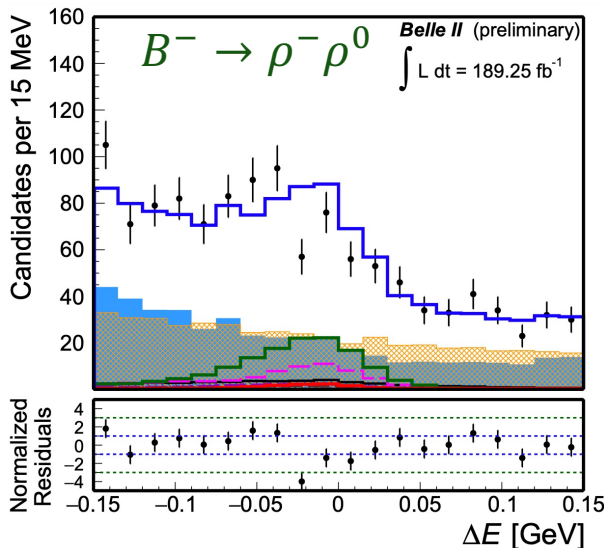 B⁻ → ρ⁻ρ⁰
Belle II (preliminary)
∫ L dt = 189.25 fb⁻¹
Candidates per 15 MeV
160
140
120
100
80
60
40
20
Normalized
Residuals
4
2
0
−2
−4
−0.15 −0.1 −0.05 0 0.05 0.1 0.15
ΔE [GeV]